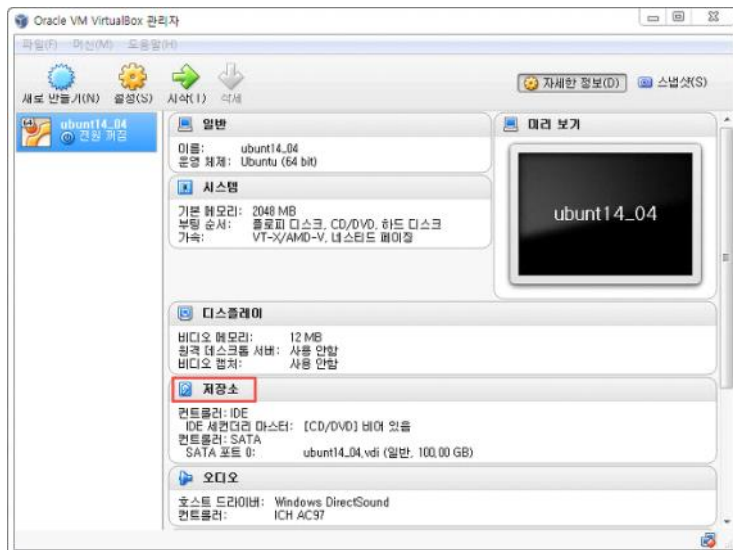 Oracle VM VirtualBox 관리자
파일(F) 머신(M) 도움말(H)
새로 만들기(N) 설정(S) 시작(T) 삭제 자세한 정보(D) 스냅샷(S)
64
ubunt14_04
전원 꺼짐
일반
이름: ubunt14_04
운영 체제: Ubuntu (64 bit)
미리 보기
ubunt14_04
시스템
기본 메모리: 2048 MB
부팅 순서: 플로피 디스크, CD/DVD, 하드 디스크
가속: VT-X/AMD-V, 네스티드 페이징
디스플레이
비디오 메모리: 12 MB
원격 데스크톱 서버: 사용 안함
비디오 캡처: 사용 안함
저장소
컨트롤러: IDE
IDE 세컨더리 마스터: [CD/DVD] 비어 있음
컨트롤러: SATA
SATA 포트 0: ubunt14_04.vdi (일반, 100,00 GB)
오디오
호스트 드라이버: Windows DirectSound
컨트롤러: ICH AC97